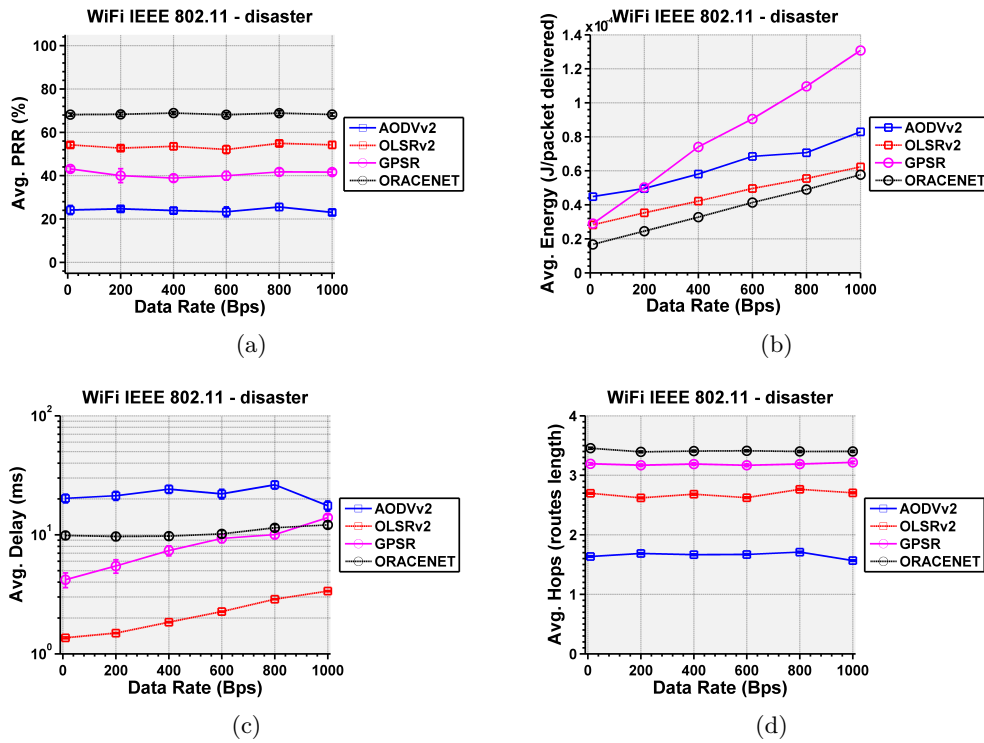 WiFi IEEE 802.11 - disaster
Avg. PRR (%)
100
80
60
40
20
0
0 200 400 600 800 1000
Data Rate (Bps)
AODVv2
OLSRv2
GPSR
ORACENET
(a)
WiFi IEEE 802.11 - disaster
x 10⁻⁴
Avg. Energy (J/packet delivered)
1.4
1.2
1
0.8
0.6
0.4
0.2
0
0 200 400 600 800 1000
Data Rate (Bps)
AODVv2
OLSRv2
GPSR
ORACENET
(b)
WiFi IEEE 802.11 - disaster
Avg. Delay (ms)
10²
10¹
10⁰
0 200 400 600 800 1000
Data Rate (Bps)
AODVv2
OLSRv2
GPSR
ORACENET
(c)
WiFi IEEE 802.11 - disaster
Avg. Hops (routes length)
4
3
2
1
0
0 200 400 600 800 1000
Data Rate (Bps)
AODVv2
OLSRv2
GPSR
ORACENET
(d)